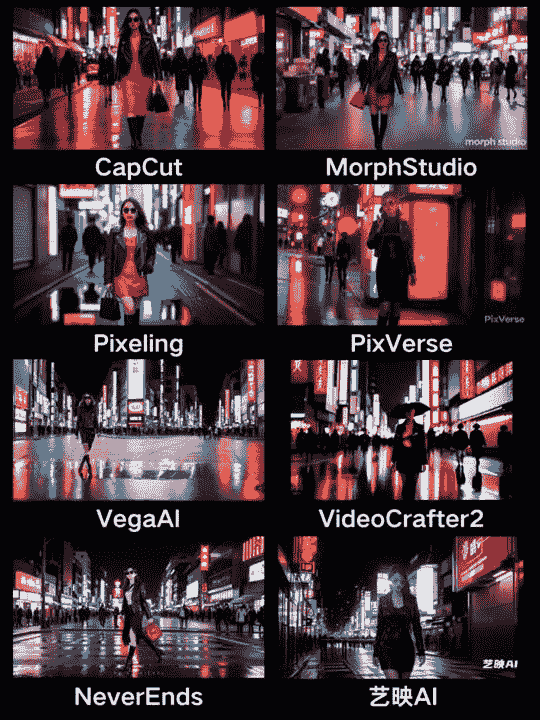 morph studio
CapCut
MorphStudio
PixVerse
Pixeling
PixVerse
VegaAI
VideoCrafter2
艺映AI
NeverEnds
艺映AI